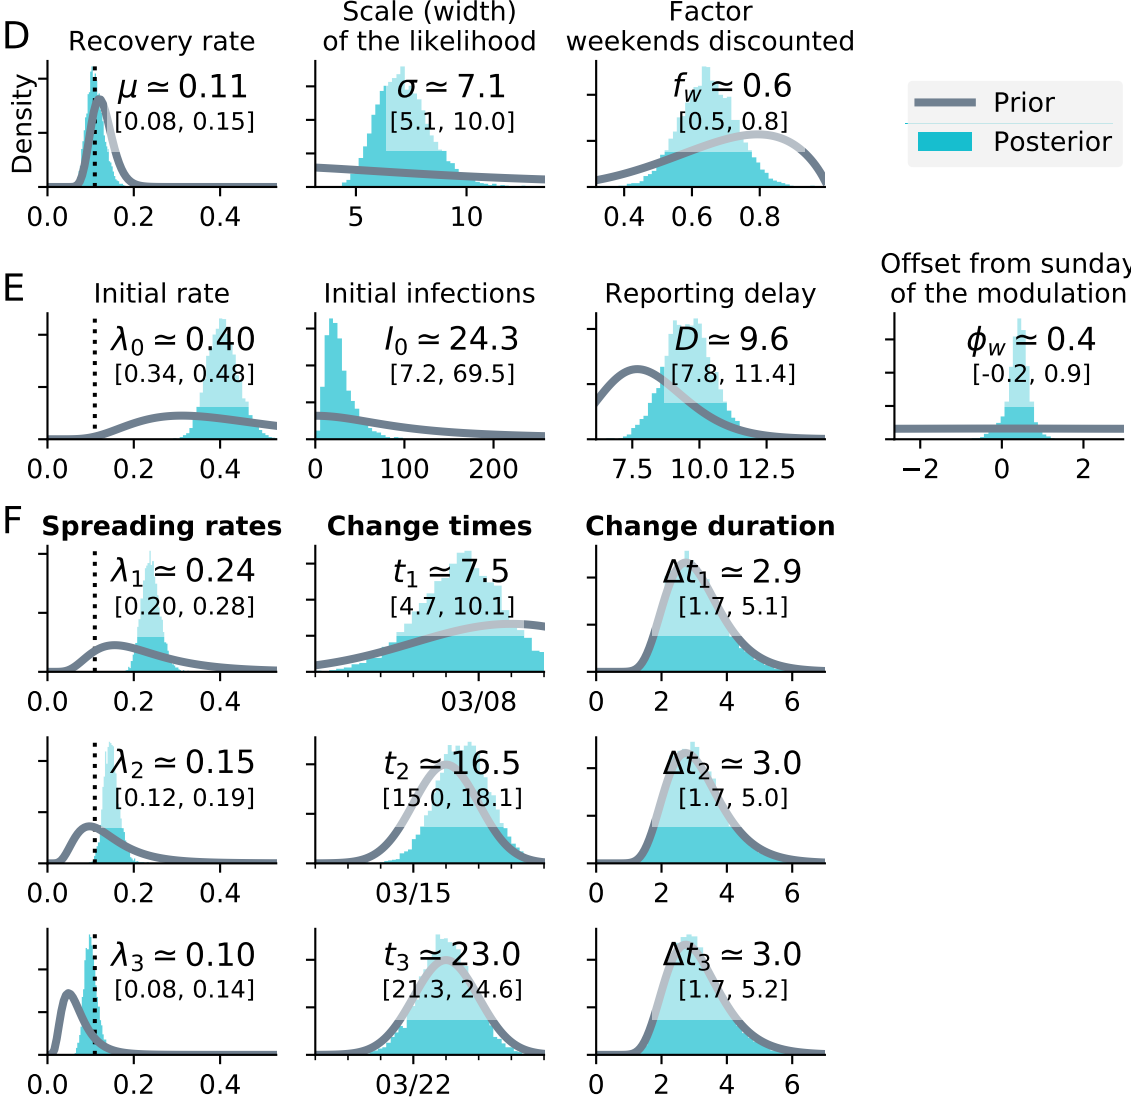 D
Recovery rate
Scale (width)
of the likelihood
Factor
weekends discounted
Density
μ ≃ 0.11
[0.08, 0.15]
σ ≃ 7.1
[5.1, 10.0]
f_w ≃ 0.6
[0.5, 0.8]
Prior
Posterior
0.0 0.2 0.4
5 10
0.4 0.6 0.8
E
Initial rate
Initial infections
Reporting delay
Offset from sunday
of the modulation
λ₀ ≃ 0.40
[0.34, 0.48]
I₀ ≃ 24.3
[7.2, 69.5]
D ≃ 9.6
[7.8, 11.4]
ϕ_w ≃ 0.4
[-0.2, 0.9]
0.0 0.2 0.4
0 100 200
7.5 10.0 12.5
−2 0 2
F
Spreading rates
Change times
Change duration
λ₁ ≃ 0.24
[0.20, 0.28]
t₁ ≃ 7.5
[4.7, 10.1]
Δt₁ ≃ 2.9
[1.7, 5.1]
0.0 0.2 0.4
03/08
0 2 4 6
λ₂ ≃ 0.15
[0.12, 0.19]
t₂ ≃ 16.5
[15.0, 18.1]
Δt₂ ≃ 3.0
[1.7, 5.0]
0.0 0.2 0.4
03/15
0 2 4 6
λ₃ ≃ 0.10
[0.08, 0.14]
t₃ ≃ 23.0
[21.3, 24.6]
Δt₃ ≃ 3.0
[1.7, 5.2]
0.0 0.2 0.4
03/22
0 2 4 6